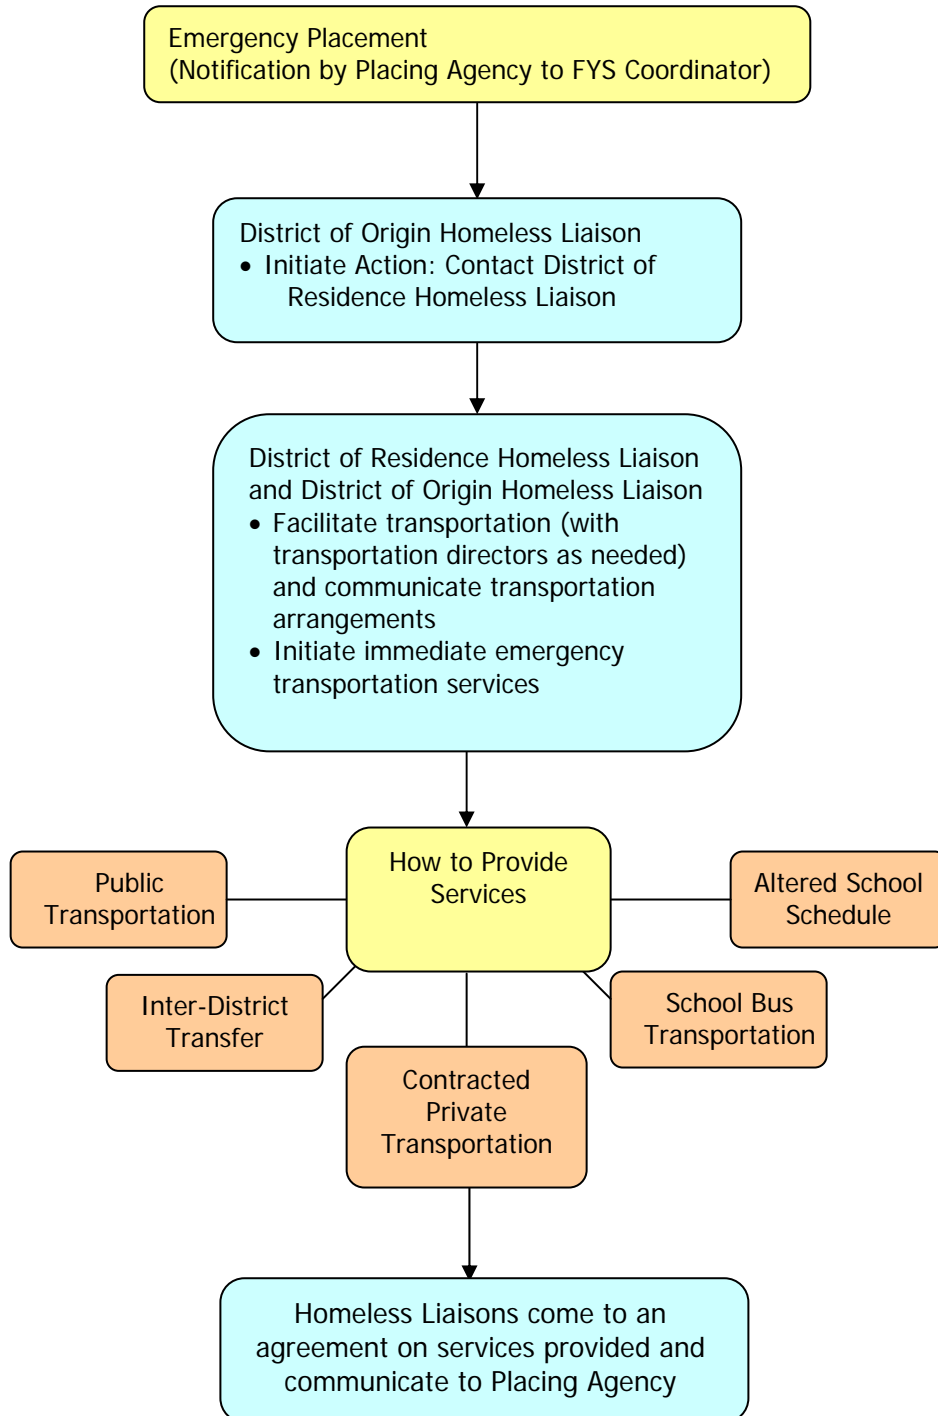 Emergency Placement
(Notification by Placing Agency to FYS Coordinator)
District of Origin Homeless Liaison
• Initiate Action: Contact District of
Residence Homeless Liaison
District of Residence Homeless Liaison
and District of Origin Homeless Liaison
• Facilitate transportation (with
transportation directors as needed)
and communicate transportation
arrangements
• Initiate immediate emergency
transportation services
How to Provide
Services
Public
Transportation
Altered School
Schedule
Inter-District
Transfer
School Bus
Transportation
Contracted
Private
Transportation
Homeless Liaisons come to an
agreement on services provided and
communicate to Placing Agency